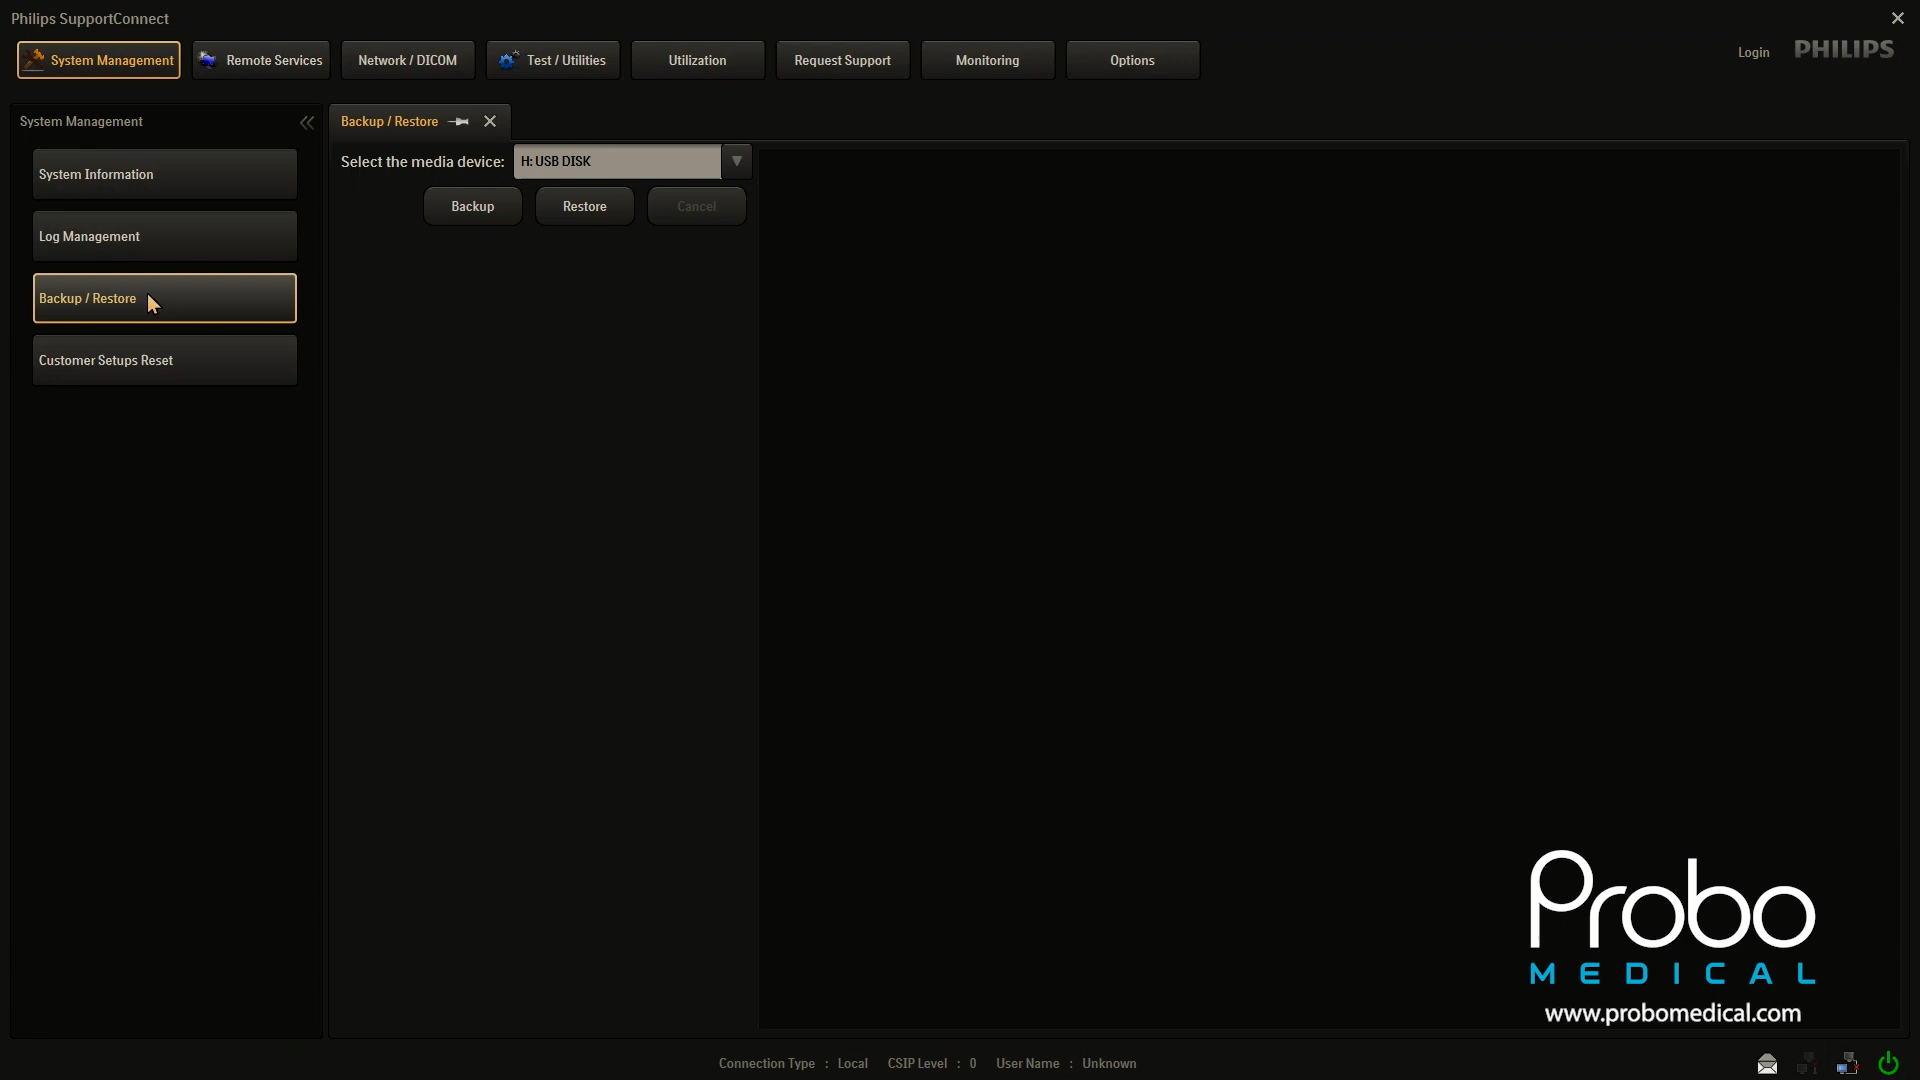 Philips SupportConnect
System Management
Remote Services
Network / DICOM
Test / Utilities
Utilization
Request Support
Monitoring
Options
Login
PHILIPS
System Management
System Information
Log Management
Backup / Restore
Customer Setups Reset
Backup / Restore
Select the media device: H: USB DISK
Backup
Restore
Cancel
Probo
MEDICAL
www.probomedical.com
Connection Type : Local CSIP Level : 0 User Name : Unknown